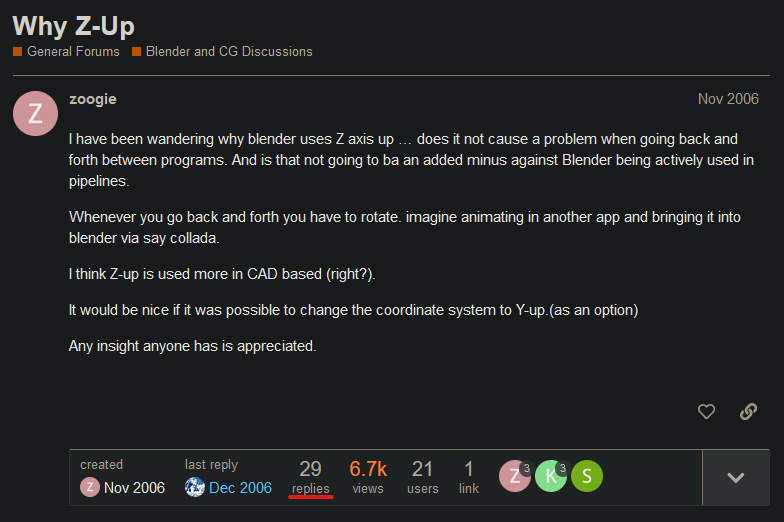 Why Z-Up
General Forums Blender and CG Discussions
Z zoogie Nov 2006
I have been wandering why blender uses Z axis up … does it not cause a problem when going back and
forth between programs. And is that not going to ba an added minus against Blender being actively used in
pipelines.
Whenever you go back and forth you have to rotate. imagine animating in another app and bringing it into
blender via say collada.
I think Z-up is used more in CAD based (right?).
It would be nice if it was possible to change the coordinate system to Y-up.(as an option)
Any insight anyone has is appreciated.
created last reply 29 6.7k 21 1 Z 3 K 3 S
Z Nov 2006 Dec 2006 replies views users link